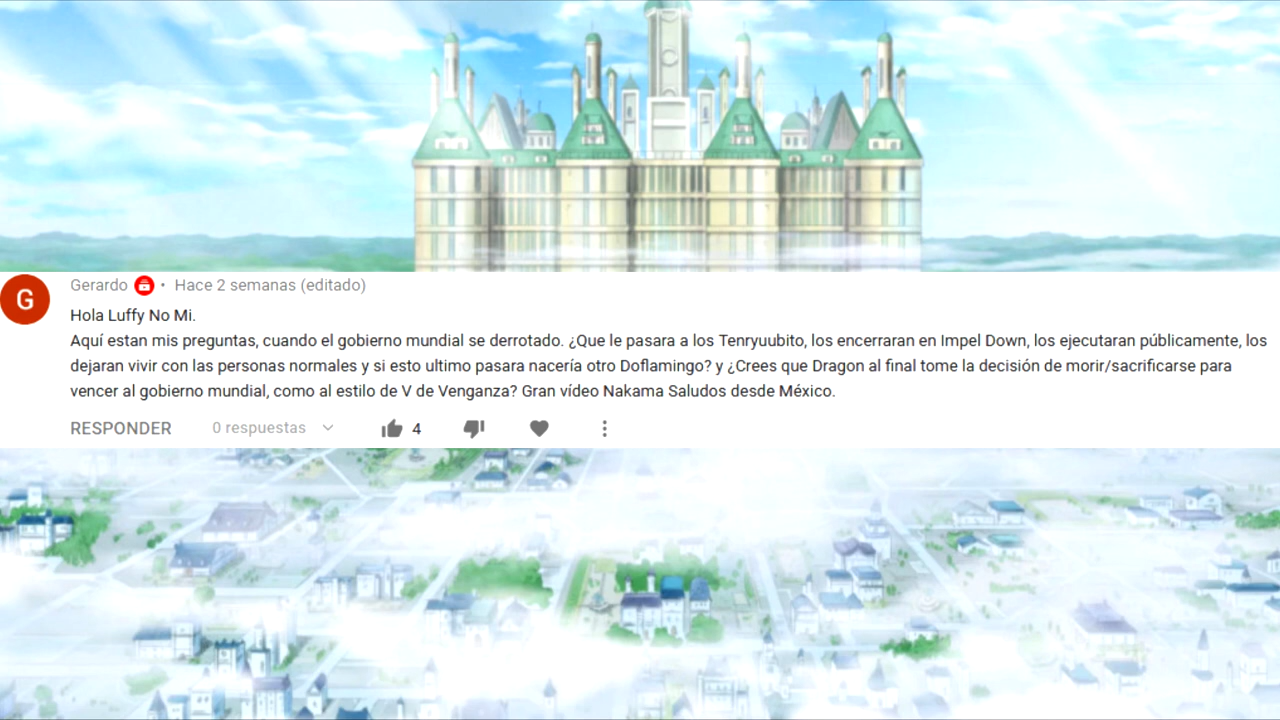 G
Gerardo • Hace 2 semanas (editado)
Hola Luffy No Mi.
Aquí estan mis preguntas, cuando el gobierno mundial se derrotado. ¿Que le pasara a los Tenryuubito, los encerraran en Impel Down, los ejecutaran públicamente, los
dejaran vivir con las personas normales y si esto ultimo pasara nacería otro Doflamingo? y ¿Crees que Dragon al final tome la decisión de morir/sacrificarse para
vencer al gobierno mundial, como al estilo de V de Venganza? Gran vídeo Nakama Saludos desde México.
RESPONDER 0 respuestas 4